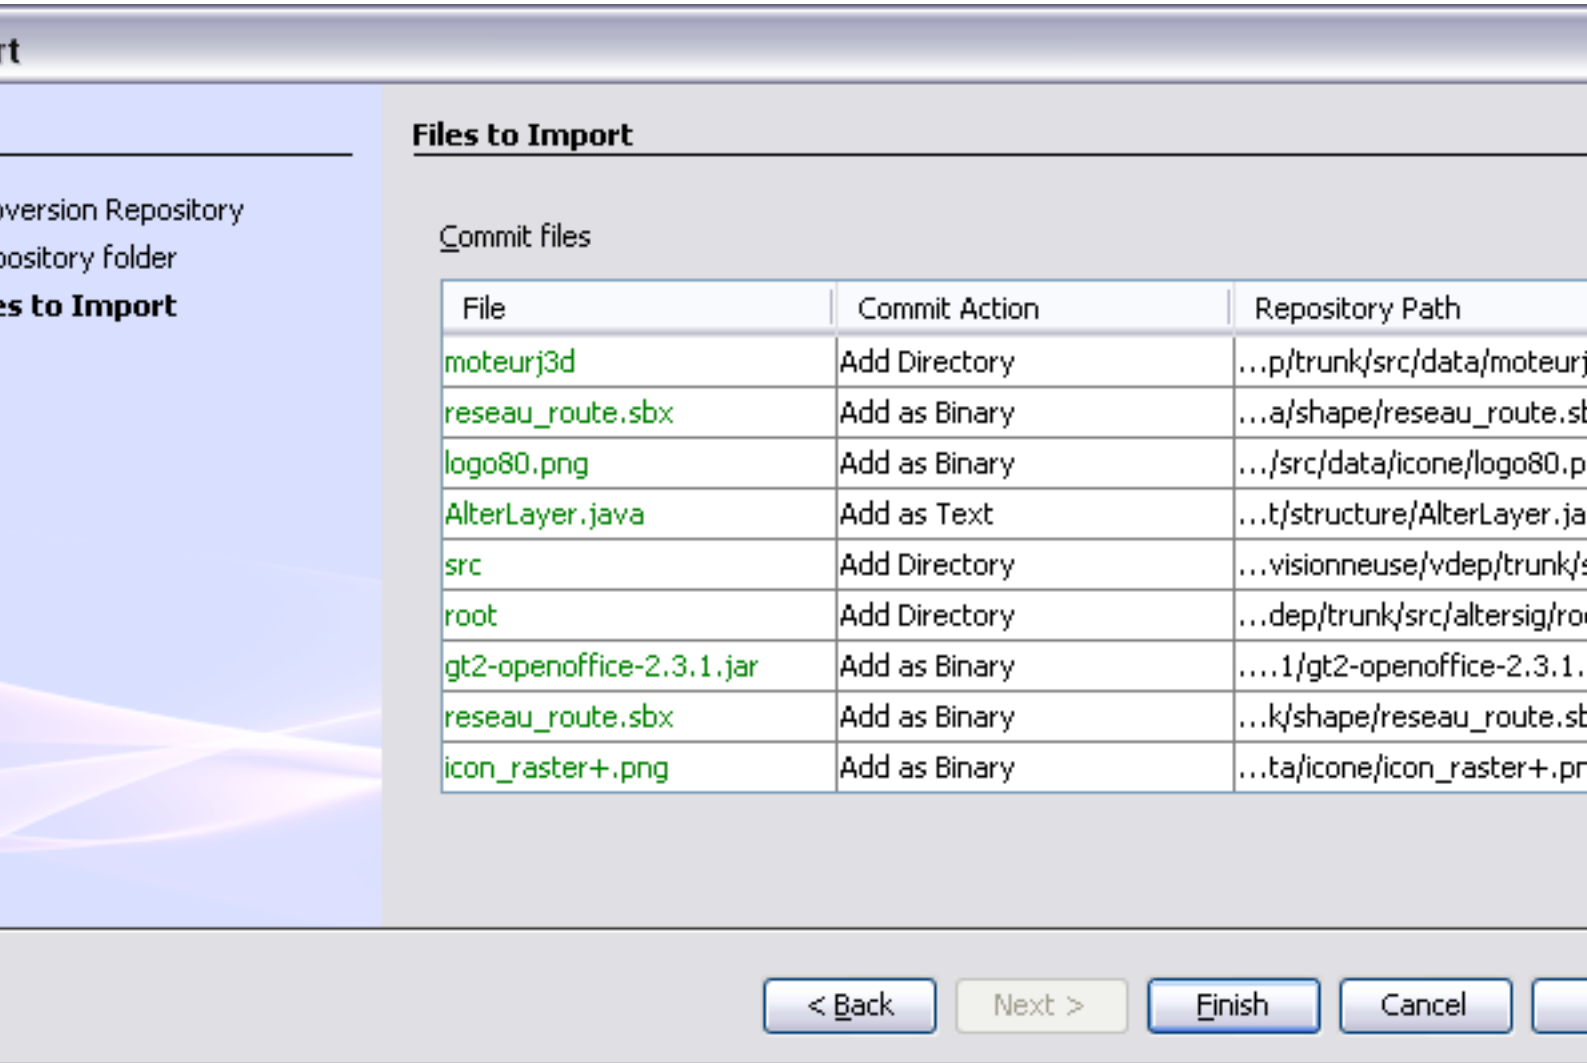 rt
Files to Import
oversion Repository
pository folder
es to Import
Commit files
File Commit Action Repository Path
moteurj3d Add Directory ...p/trunk/src/data/moteurj
reseau_route.sbx Add as Binary ...a/shape/reseau_route.sb
logo80.png Add as Binary .../src/data/icone/logo80.p
AlterLayer.java Add as Text ...t/structure/AlterLayer.ja
src Add Directory ...visionneuse/vdep/trunk/s
root Add Directory ...dep/trunk/src/altersig/roo
gt2-openoffice-2.3.1.jar Add as Binary ....1/gt2-openoffice-2.3.1.
reseau_route.sbx Add as Binary ...k/shape/reseau_route.sb
icon_raster+.png Add as Binary ...ta/icone/icon_raster+.pn
< Back Next > Finish Cancel